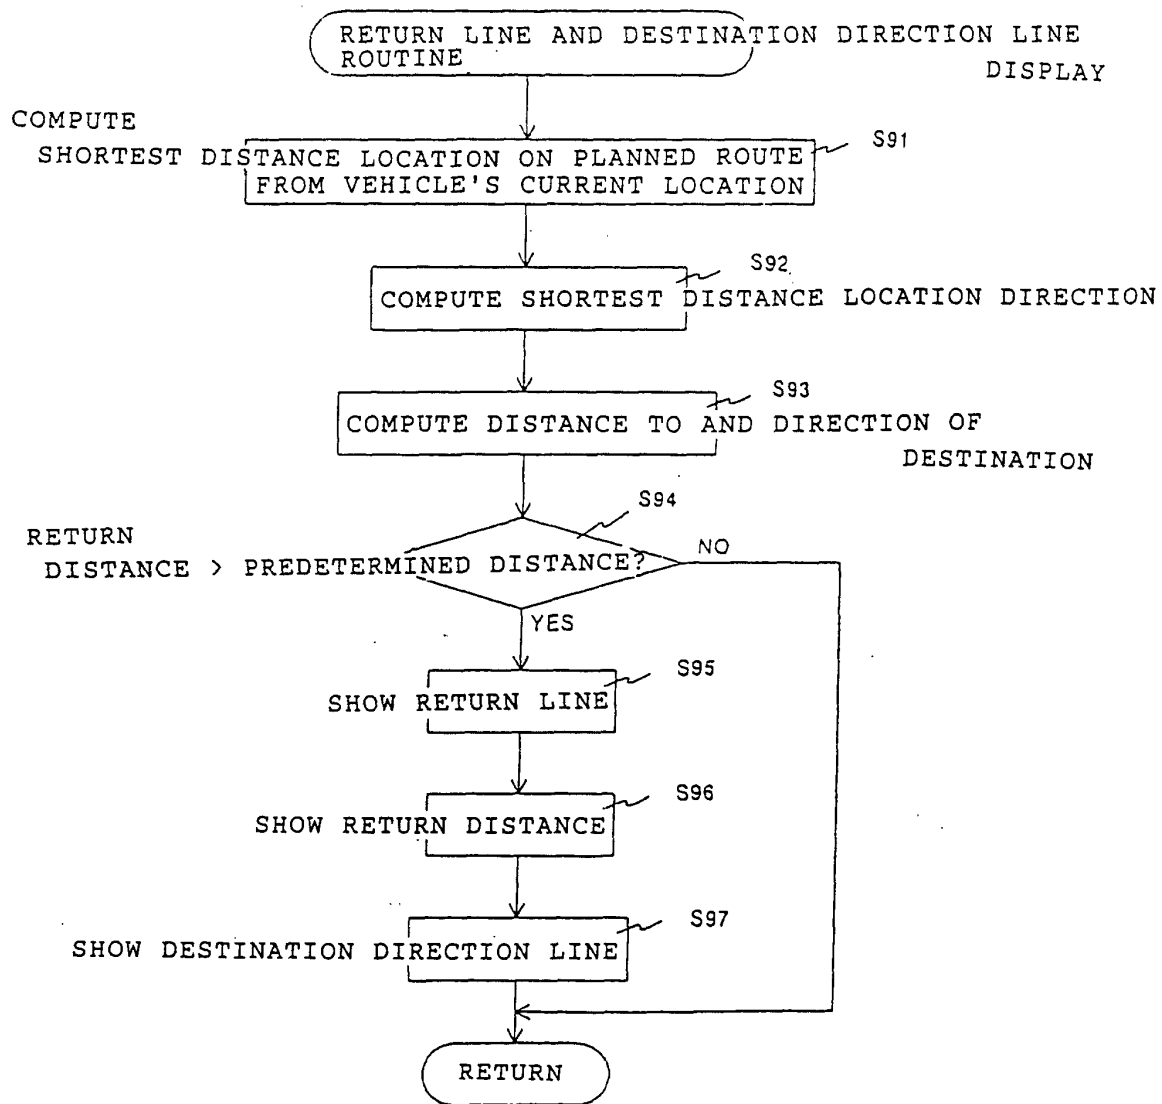 RETURN LINE AND DESTINATION DIRECTION LINE
ROUTINE
DISPLAY
COMPUTE
SHORTEST DISTANCE LOCATION ON PLANNED ROUTE
FROM VEHICLE'S CURRENT LOCATION
S91
S92
COMPUTE SHORTEST DISTANCE LOCATION DIRECTION
S93
COMPUTE DISTANCE TO AND DIRECTION OF
DESTINATION
S94
RETURN
DISTANCE > PREDETERMINED DISTANCE?
NO
YES
S95
SHOW RETURN LINE
S96
SHOW RETURN DISTANCE
S97
SHOW DESTINATION DIRECTION LINE
RETURN